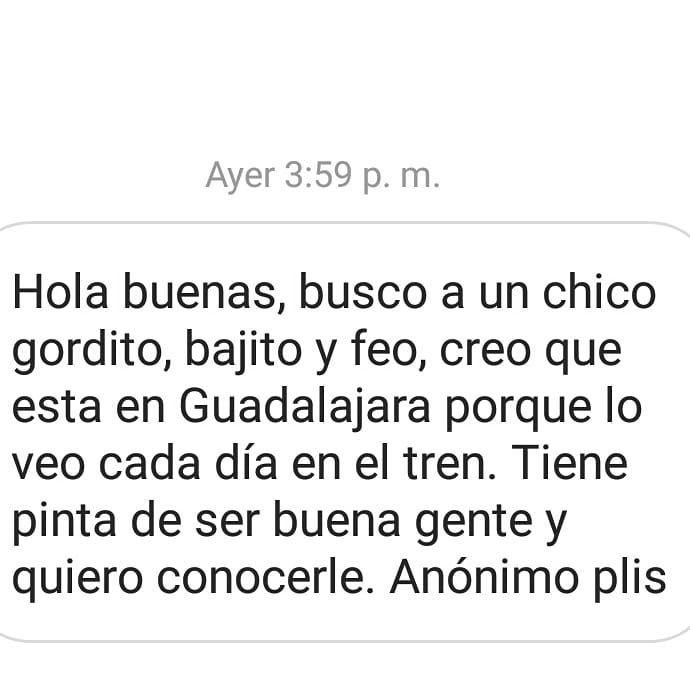 Ayer 3:59 p. m.
Hola buenas, busco a un chico
gordito, bajito y feo, creo que
esta en Guadalajara porque lo
veo cada día en el tren. Tiene
pinta de ser buena gente y
quiero conocerle. Anónimo plis